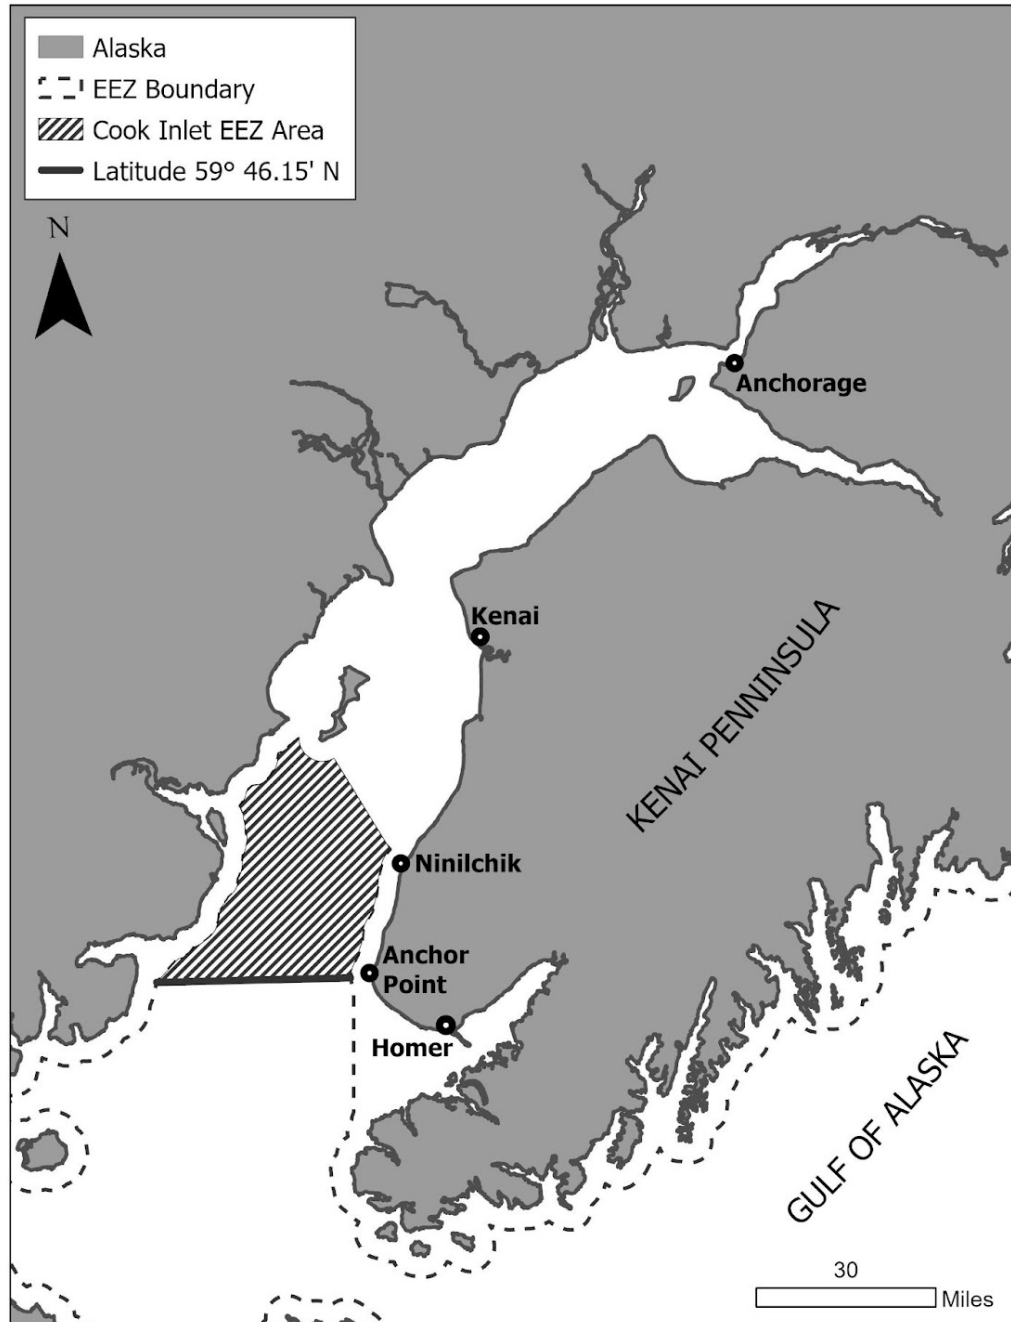 Alaska
EEZ Boundary
Cook Inlet EEZ Area
Latitude 59° 46.15' N
N
Anchorage
Kenai
KENAI PENNINSULA
Ninilchik
Anchor
Point
Homer
GULF OF ALASKA
30
Miles